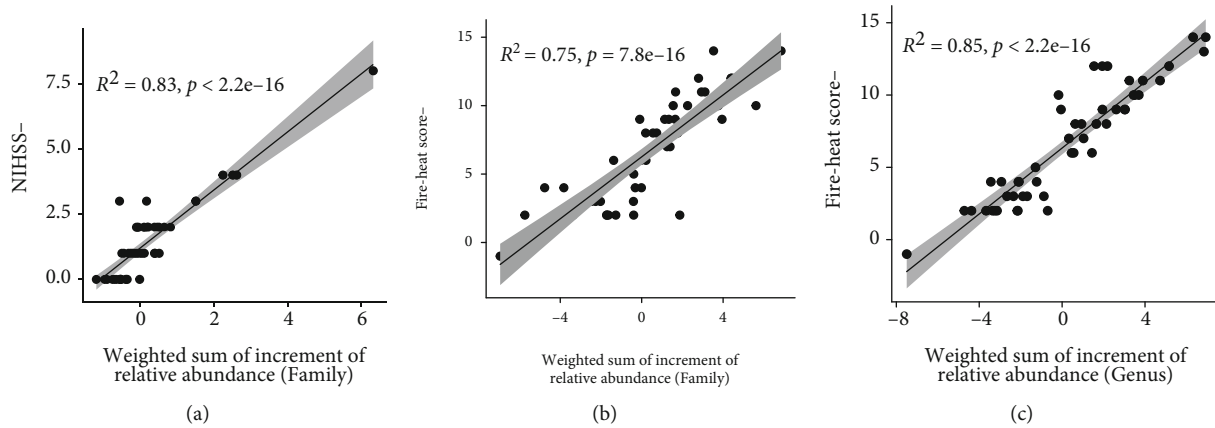 R² = 0.83, p < 2.2e–16
7.5
5.0
2.5
0.0
NIHSS–
0
2
4
6
Weighted sum of increment of
relative abundance (Family)
(a)
R² = 0.75, p = 7.8e–16
15
10
5
0
Fire-heat score–
–4
0
4
Weighted sum of increment of
relative abundance (Family)
(b)
R² = 0.85, p < 2.2e–16
15
10
5
0
Fire-heat score–
–8
–4
0
4
Weighted sum of increment of
relative abundance (Genus)
(c)